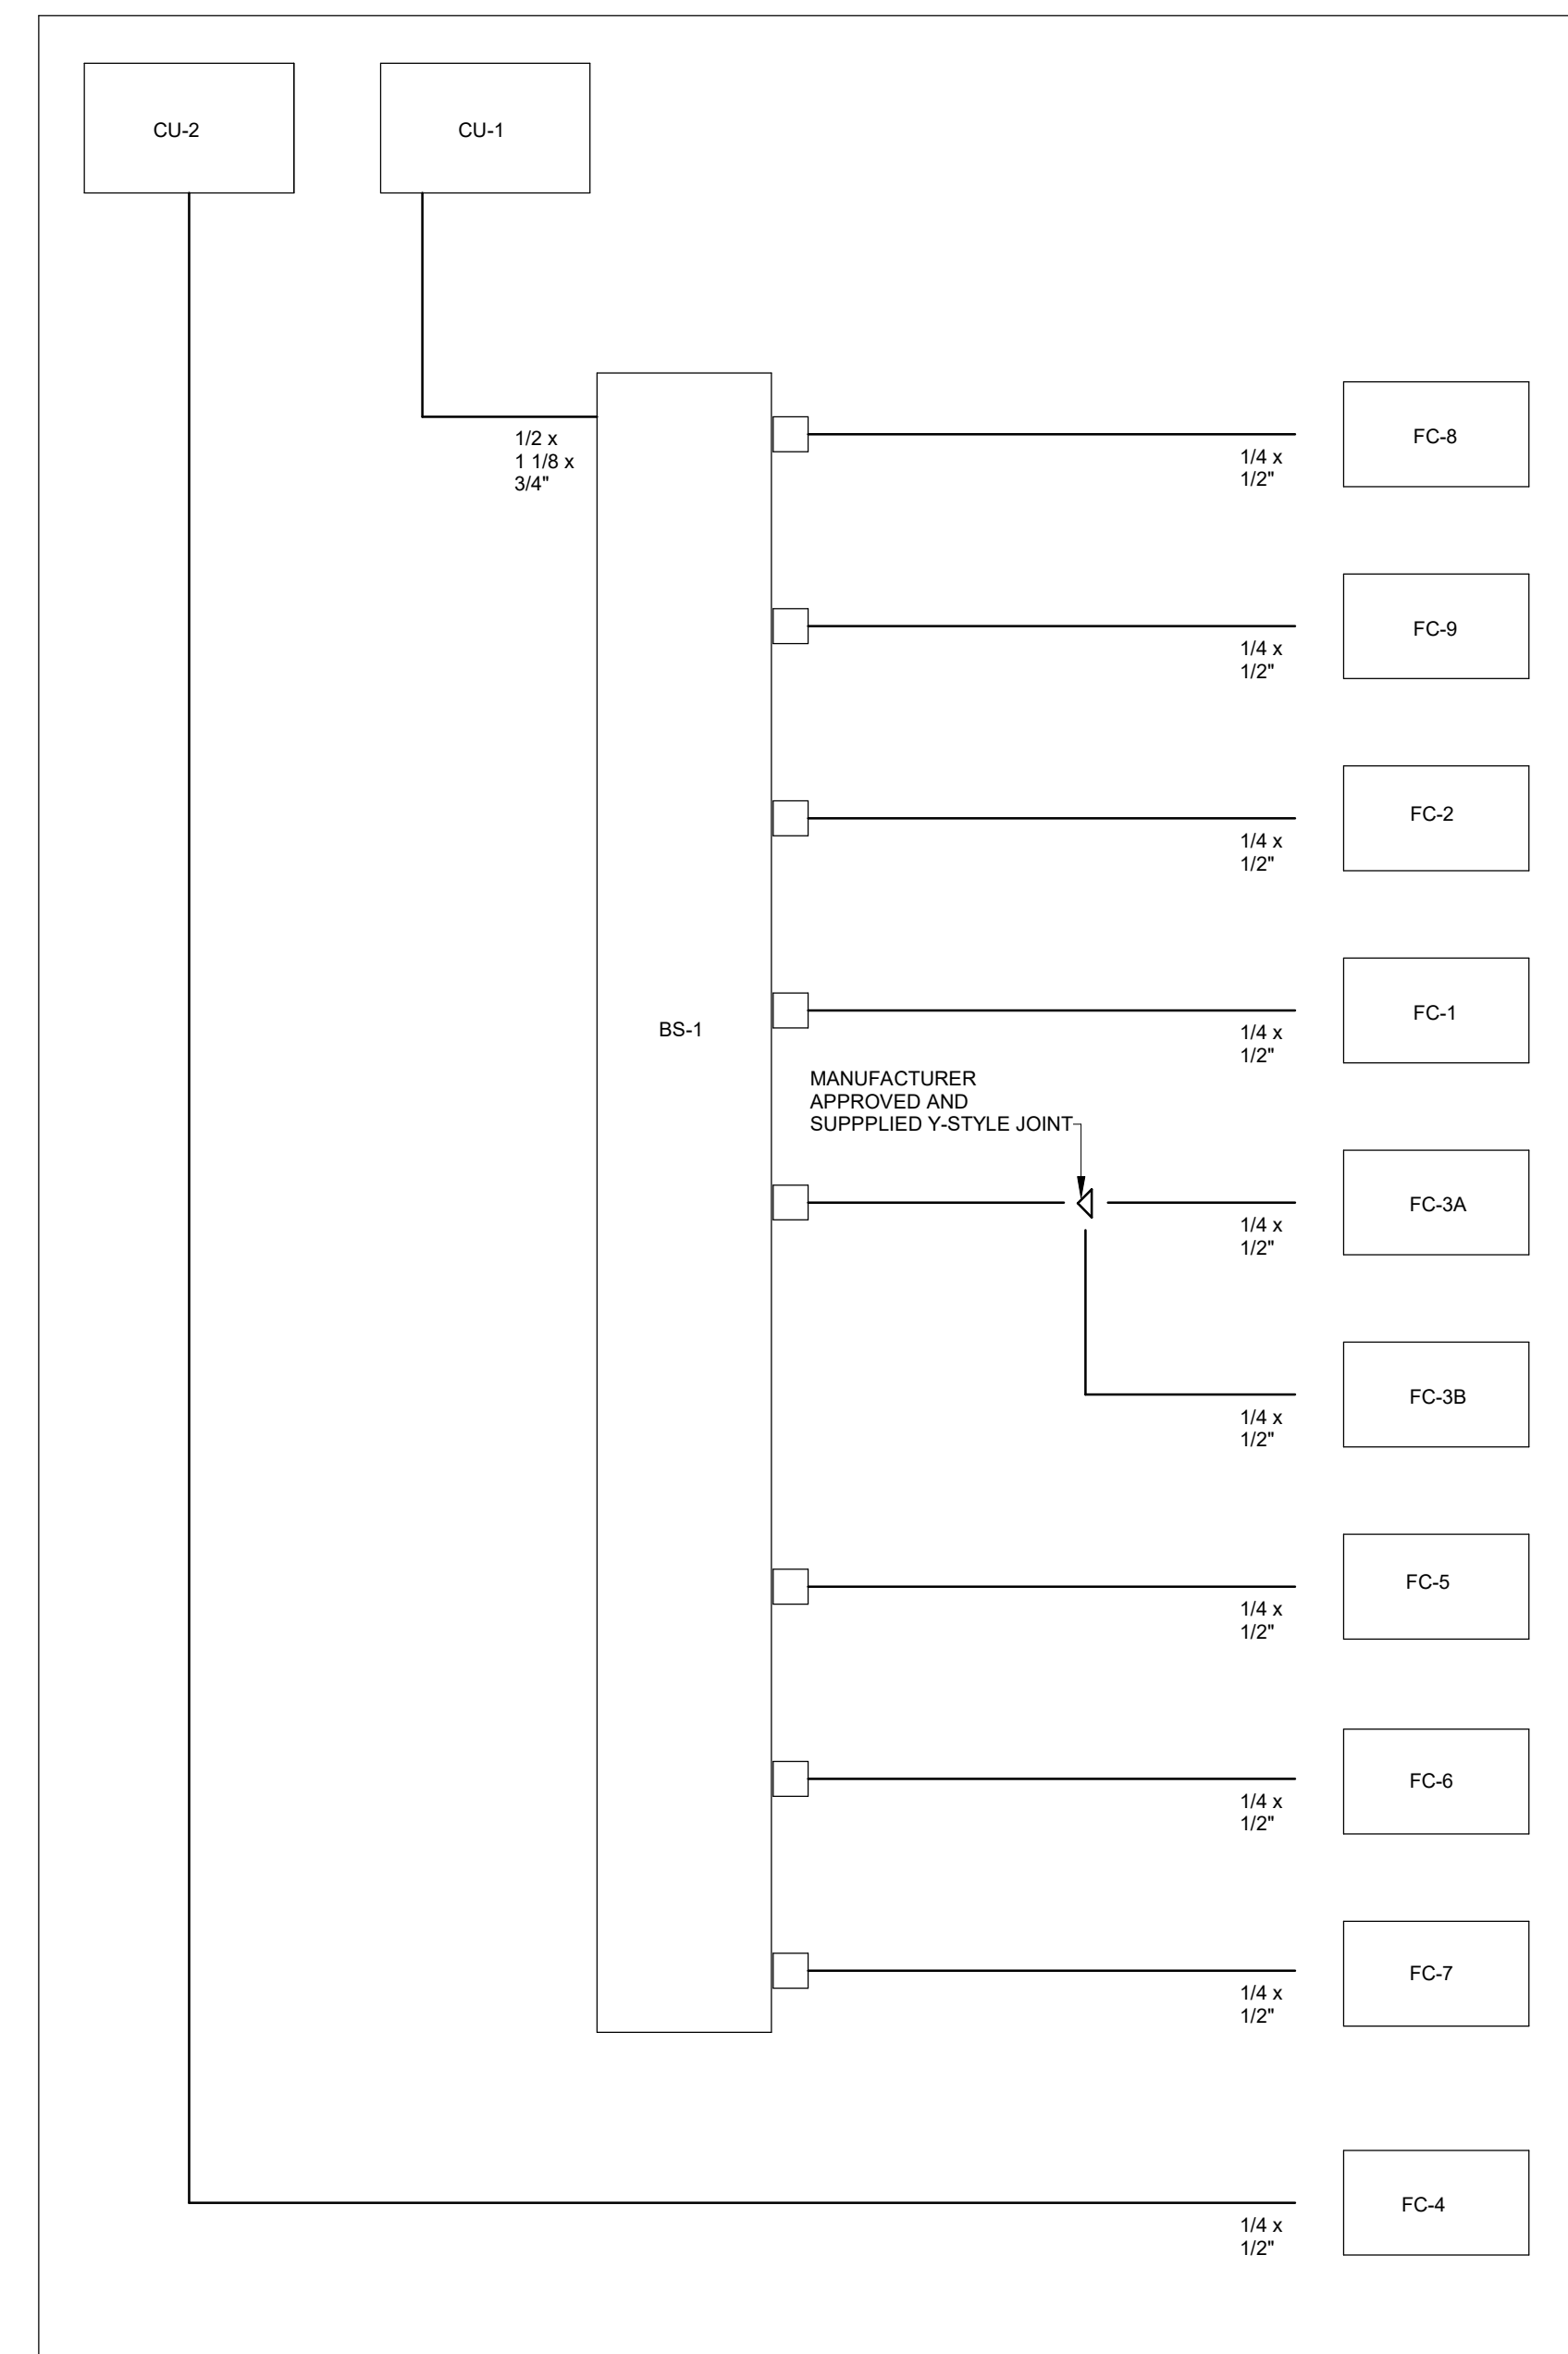 CU-2
CU-1
1/2 x
1 1/8 x
3/4"
FC-8
1/4 x
1/2"
FC-9
1/4 x
1/2"
FC-2
1/4 x
1/2"
BS-1
FC-1
1/4 x
1/2"
MANUFACTURER
APPROVED AND
SUPPPLIED Y-STYLE JOINT
FC-3A
1/4 x
1/2"
FC-3B
1/4 x
1/2"
FC-5
1/4 x
1/2"
FC-6
1/4 x
1/2"
FC-7
1/4 x
1/2"
FC-4
1/4 x
1/2"